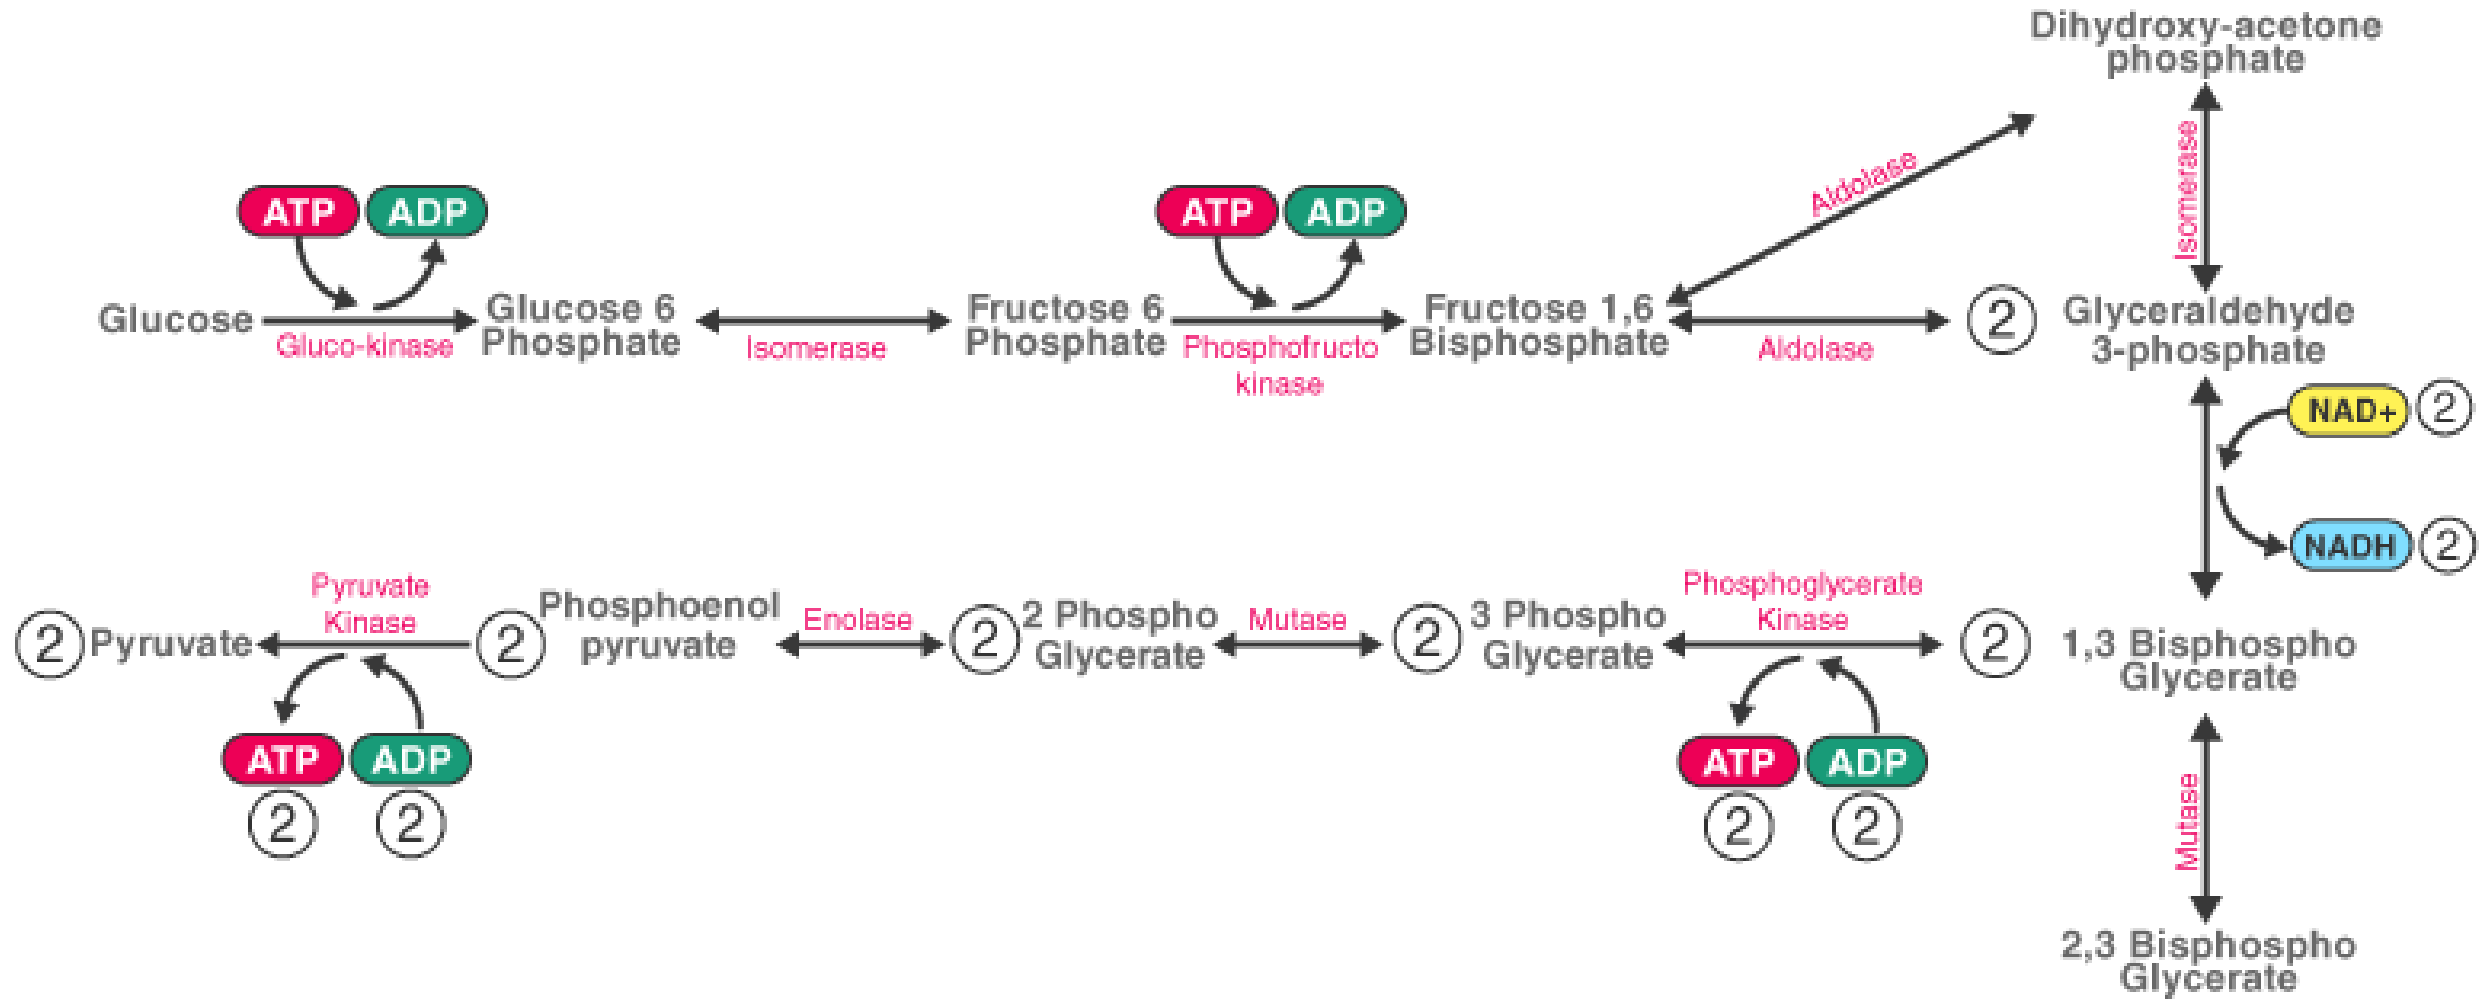 Dihydroxy-acetone
phosphate
Isomerase
Aldolase
ATP ADP
ATP ADP
Glucose
Gluco-kinase
Glucose 6
Phosphate
Isomerase
Fructose 6
Phosphate
Phosphofructo
kinase
Fructose 1,6
Bisphosphate
Aldolase
2
Glyceraldehyde
3-phosphate
NAD+ 2
NADH 2
2 Pyruvate
Pyruvate
Kinase
2
Phosphoenol
pyruvate
Enolase
2
2 Phospho
Glycerate
Mutase
2
3 Phospho
Glycerate
Phosphoglycerate
Kinase
2
1,3 Bisphospho
Glycerate
ATP ADP
2 2
ATP ADP
2 2
Mutase
2,3 Bisphospho
Glycerate